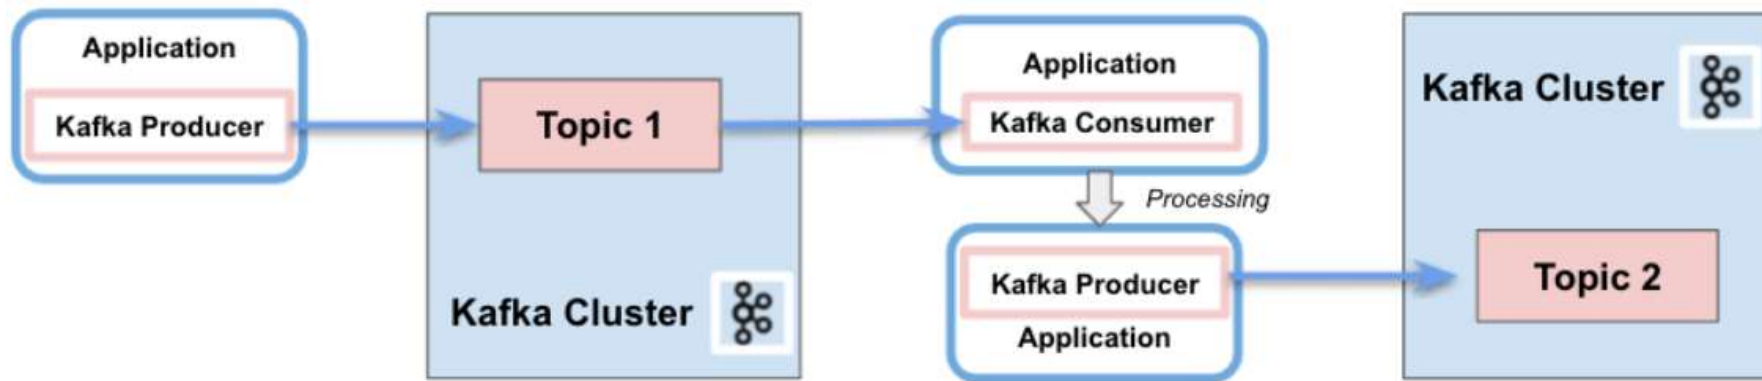 Application
Kafka Producer
Topic 1
Kafka Cluster
Application
Kafka Consumer
Processing
Kafka Producer
Application
Kafka Cluster
Topic 2